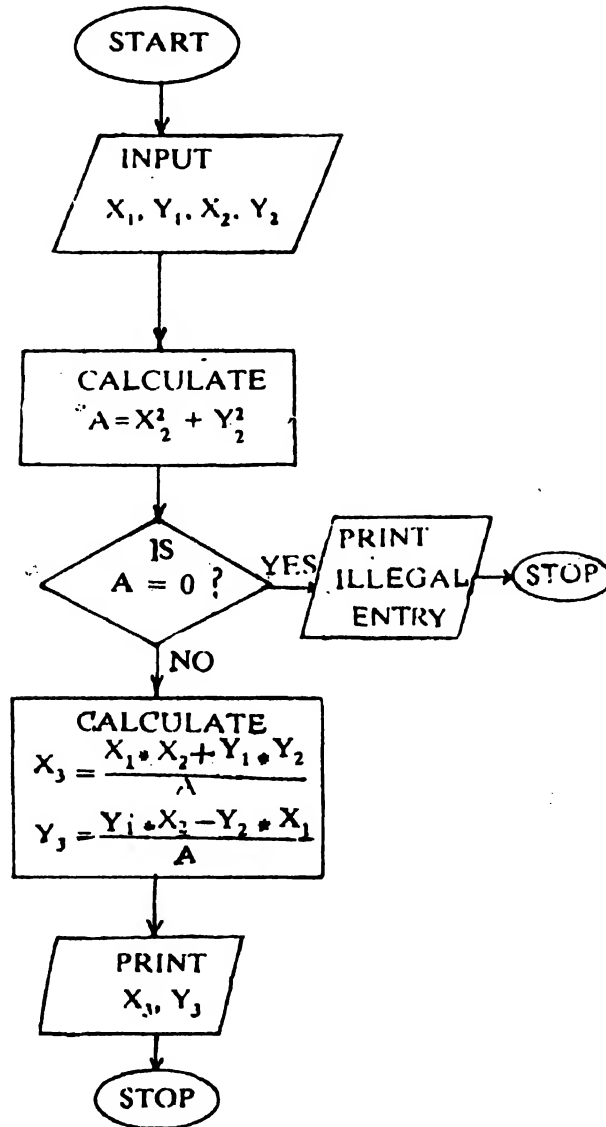 START
INPUT
X₁, Y₁, X₂, Y₂
CALCULATE
A = X₂² + Y₂²
IS
A = 0 ?
YES
PRINT
ILLEGAL
ENTRY
STOP
NO
CALCULATE
X₃ = (X₁ * X₂ + Y₁ * Y₂) / A
Y₃ = (Y₁ * X₂ − Y₂ * X₁) / A
PRINT
X₃, Y₃
STOP